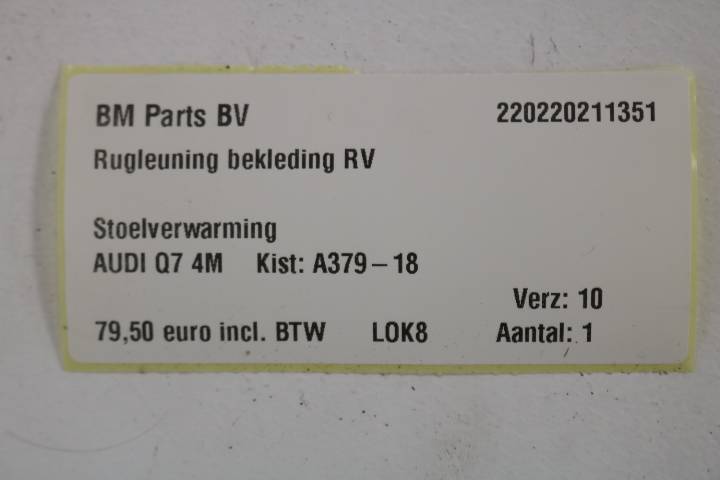 BM Parts BV 220220211351
Rugleuning bekleding RV
Stoelverwarming
AUDI Q7 4M Kist: A379-18
Verz: 10
79,50 euro incl. BTW LOK8 Aantal: 1